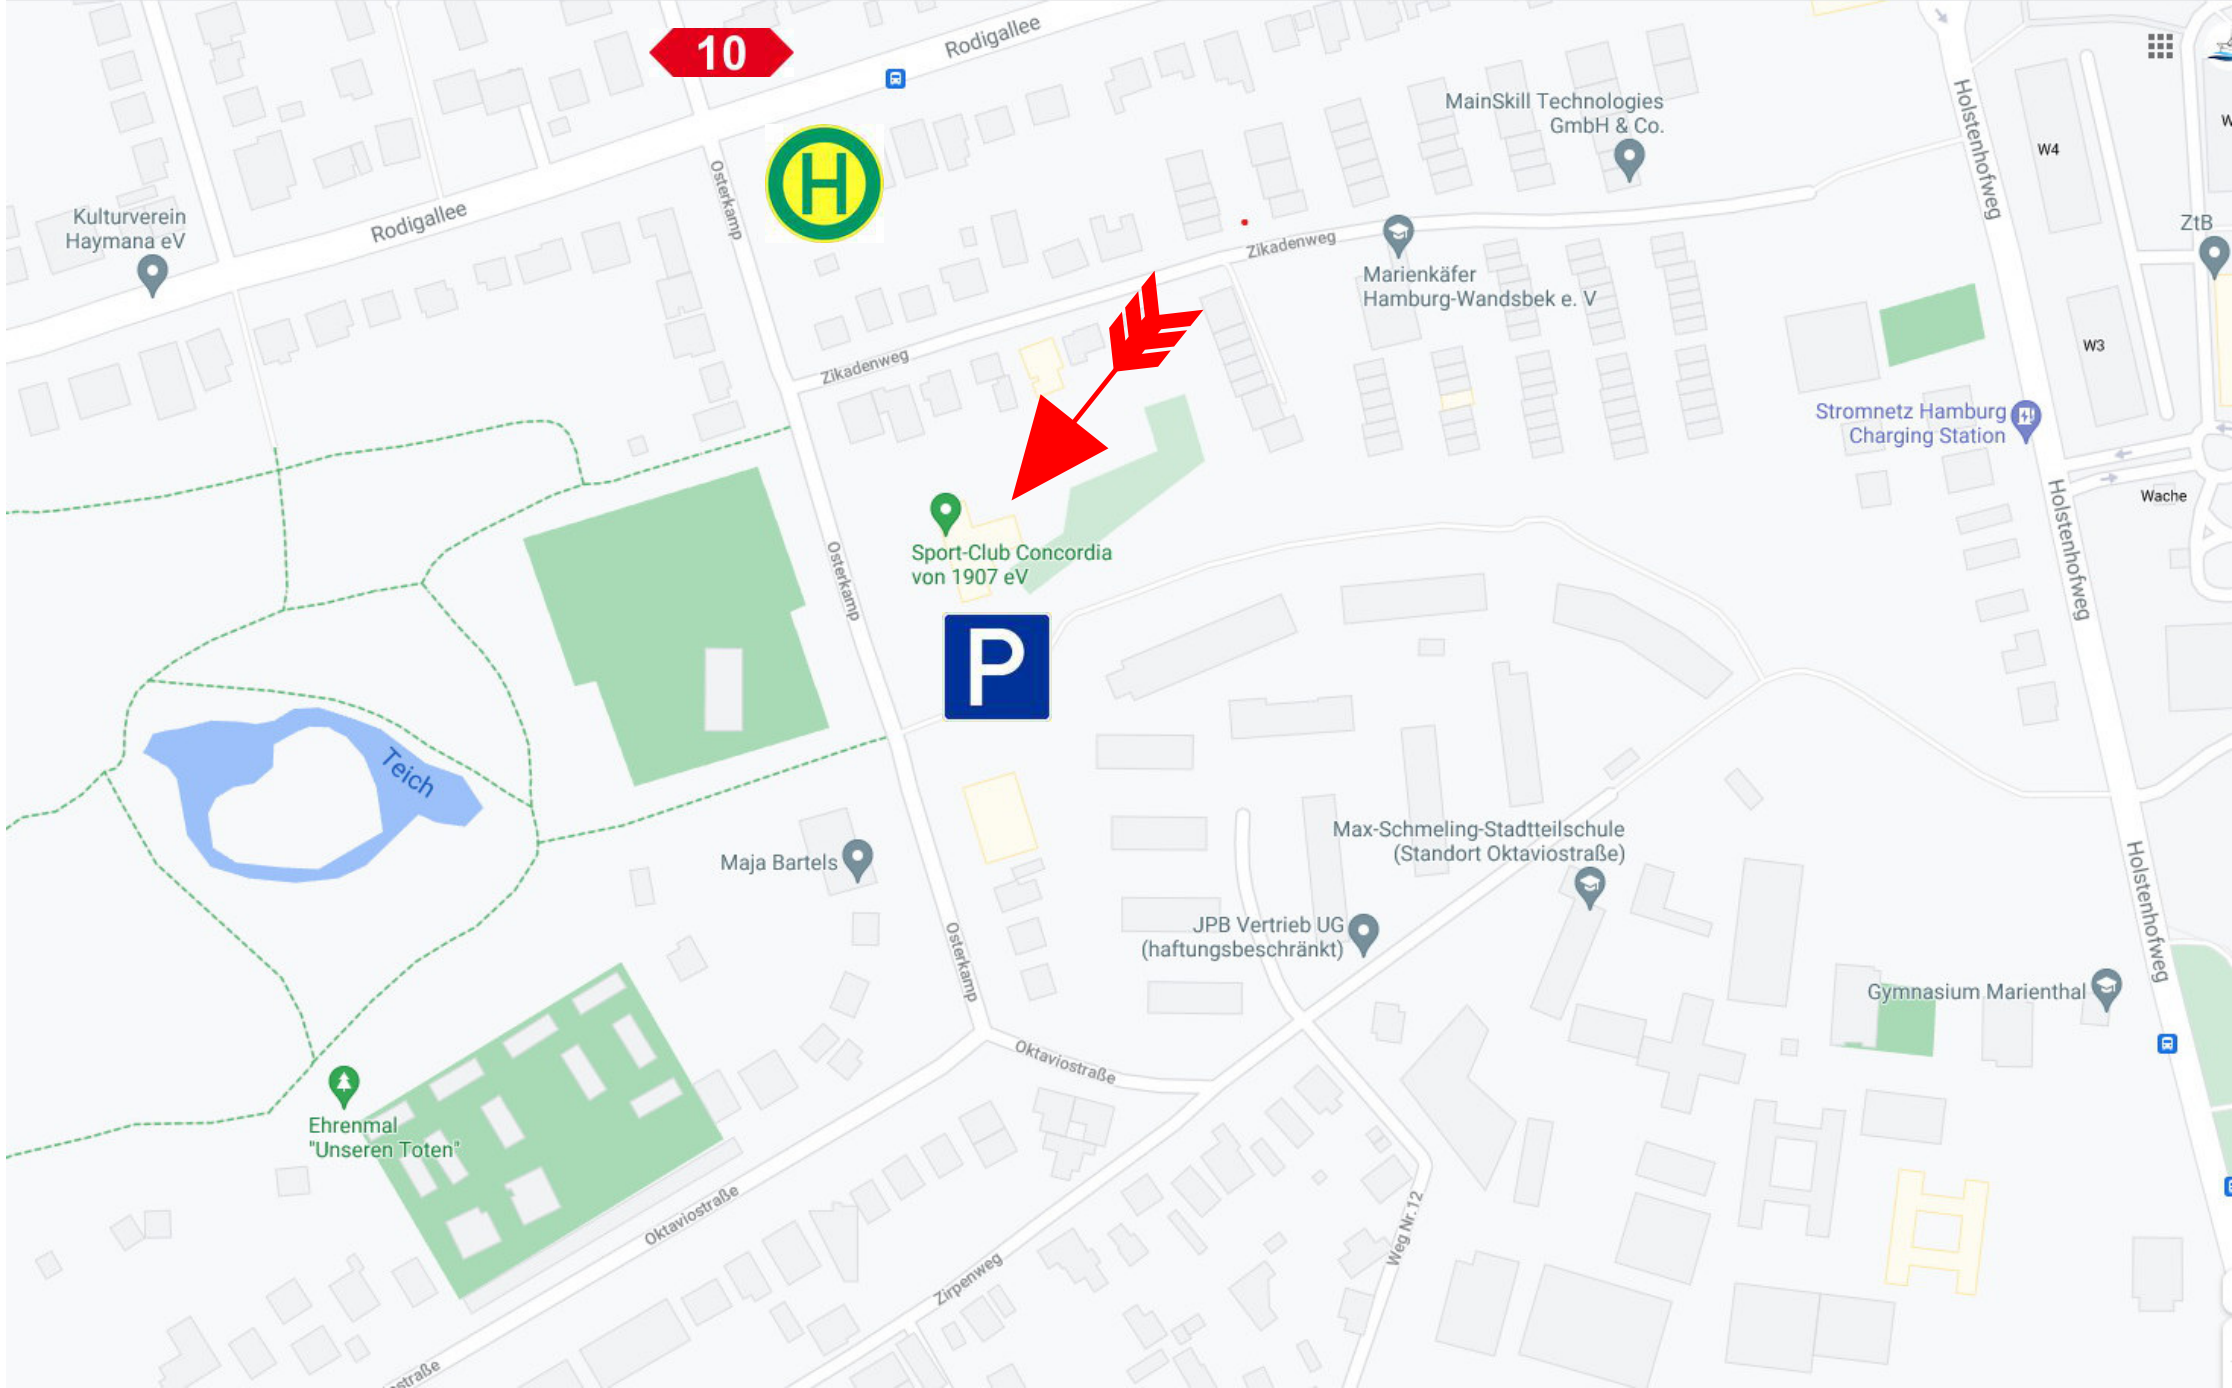 10
Rodigallee
H
Osterkamp
MainSkill Technologies
GmbH & Co.
Holstenhofweg
W4
Kulturverein
Haymana eV
Rodigallee
ZtB
Zikadenweg
Marienkäfer
Hamburg-Wandsbek e. V
W3
Zikadenweg
Stromnetz Hamburg
Charging Station
Wache
Holstenhofweg
Sport-Club Concordia
von 1907 eV
Osterkamp
P
Teich
Max-Schmeling-Stadtteilschule
(Standort Oktaviostraße)
Maja Bartels
Holstenhofweg
JPB Vertrieb UG
(haftungsbeschränkt)
Osterkamp
Gymnasium Marienthal
Oktaviostraße
Ehrenmal
"Unseren Toten"
Oktaviostraße
Weg Nr. 12
Zirpenweg
straße